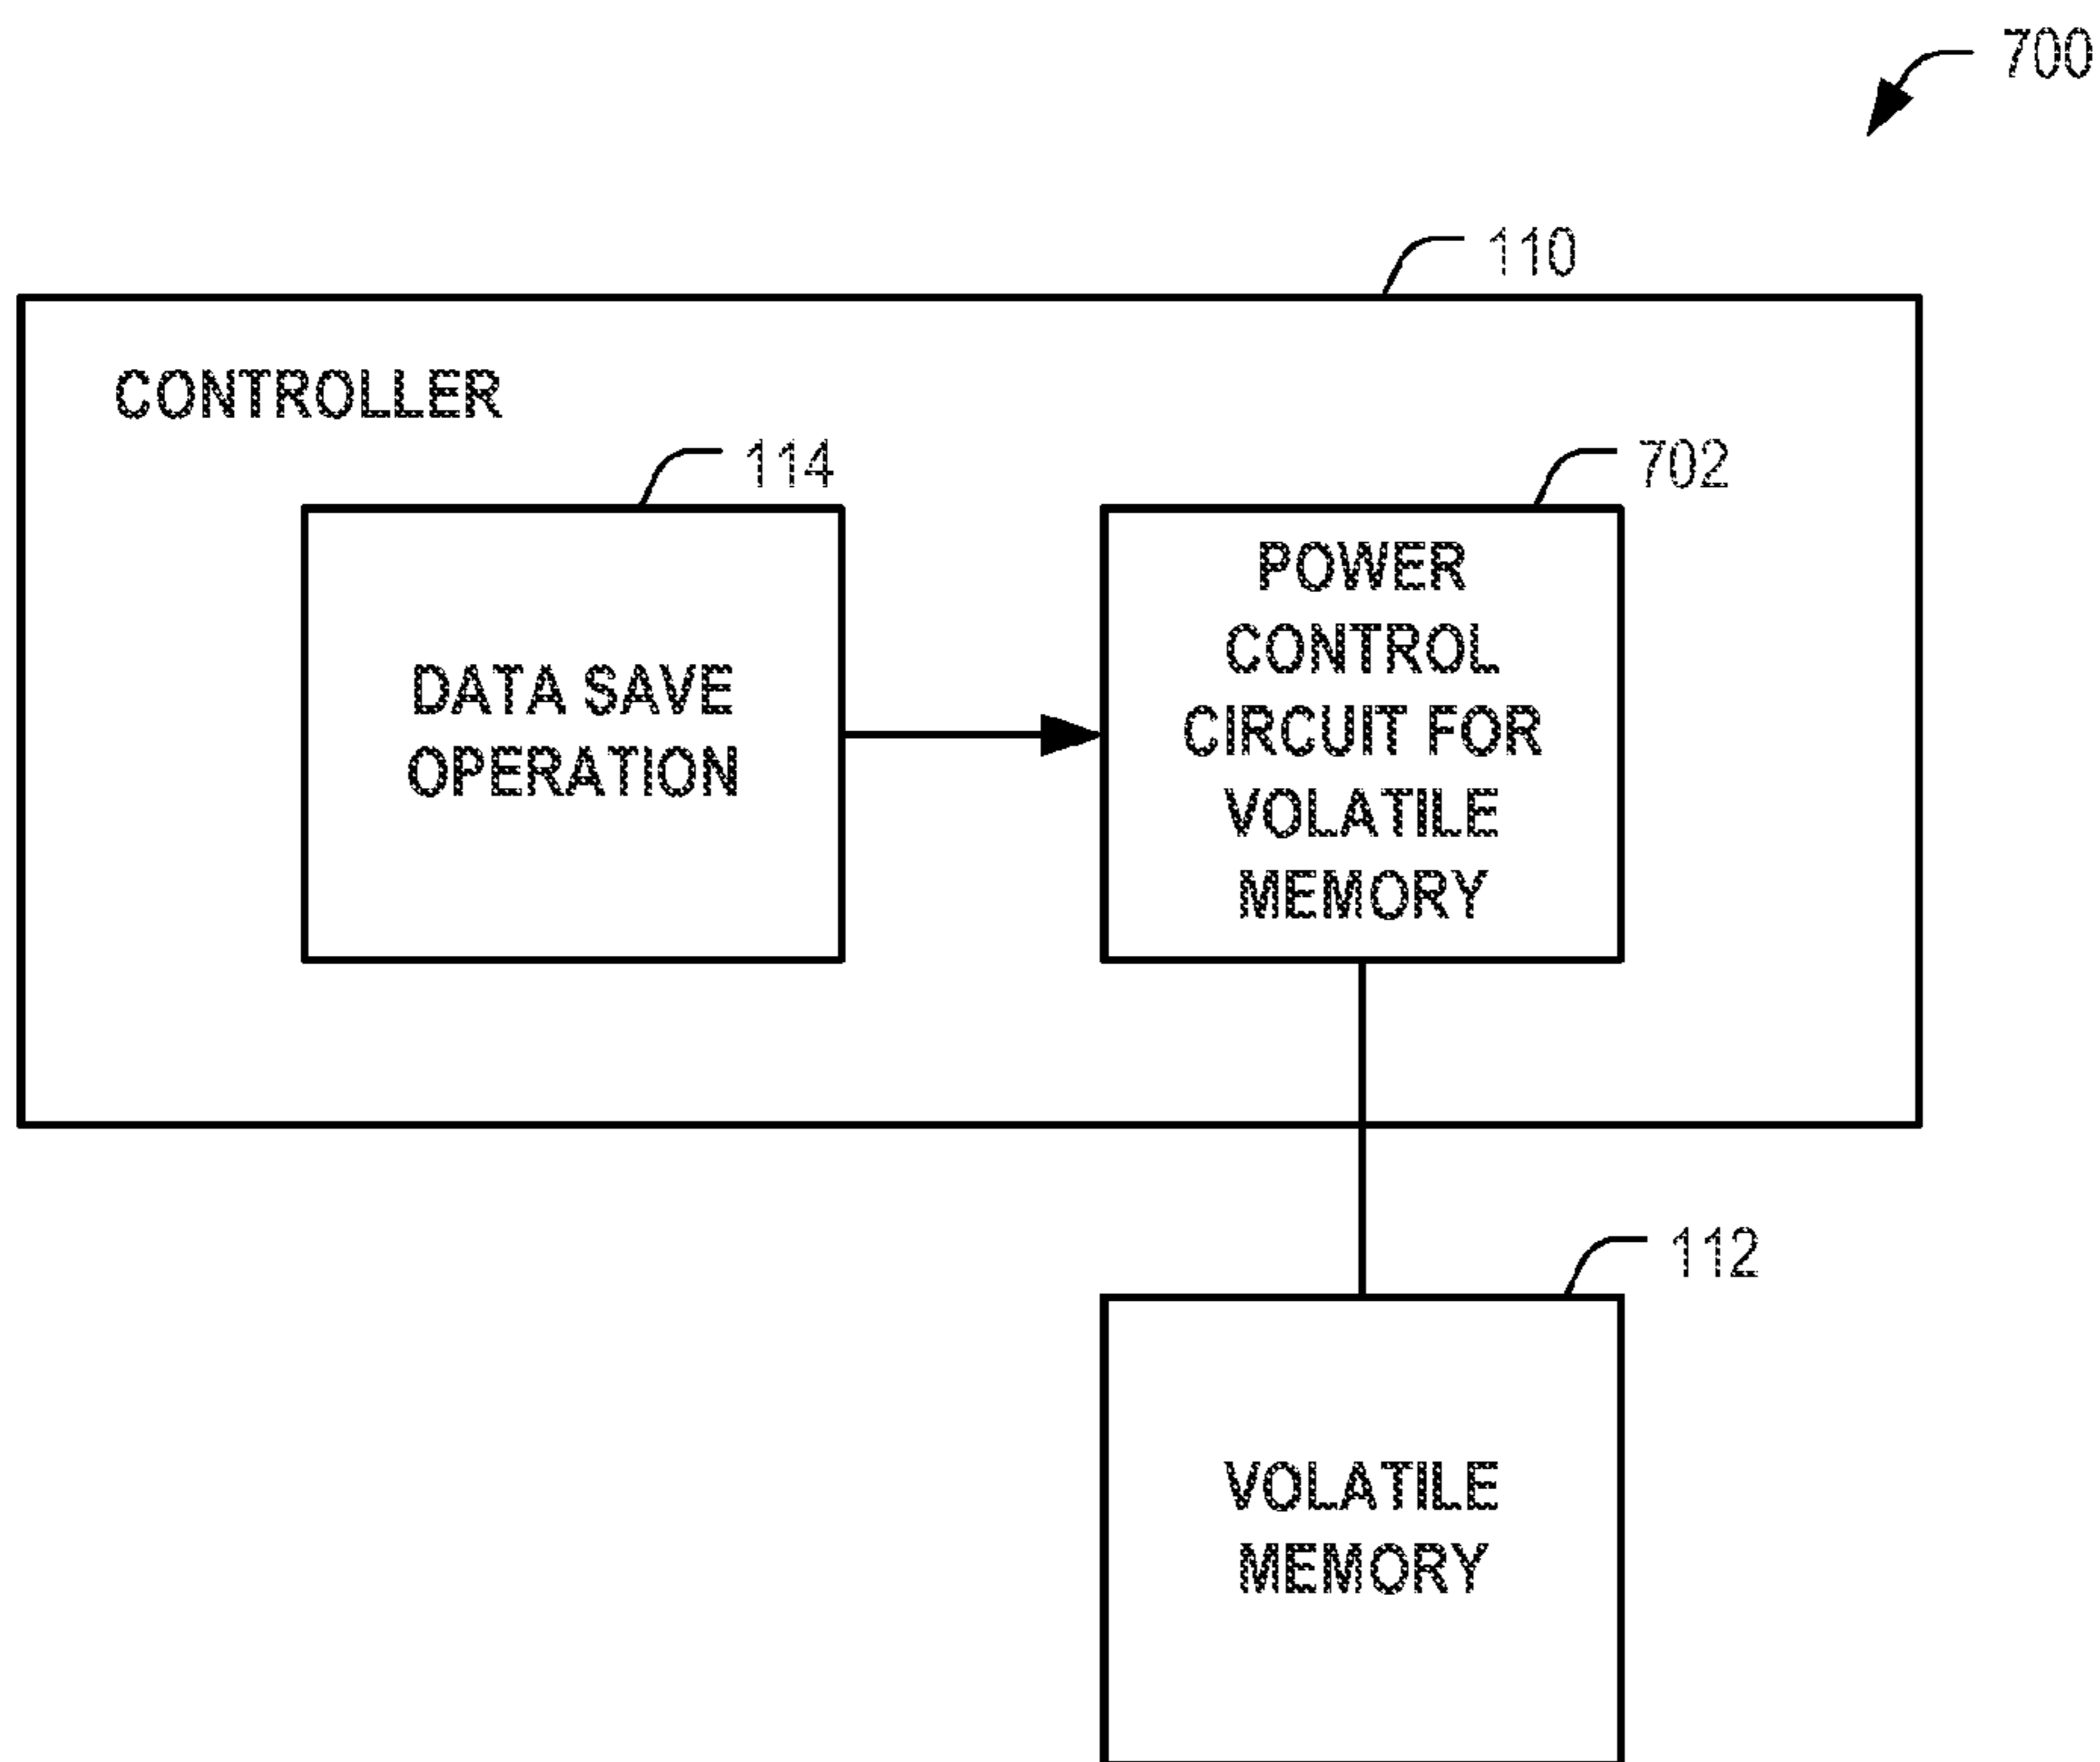 700
110
CONTROLLER
114
702
DATA SAVE
OPERATION
POWER
CONTROL
CIRCUIT FOR
VOLATILE
MEMORY
112
VOLATILE
MEMORY